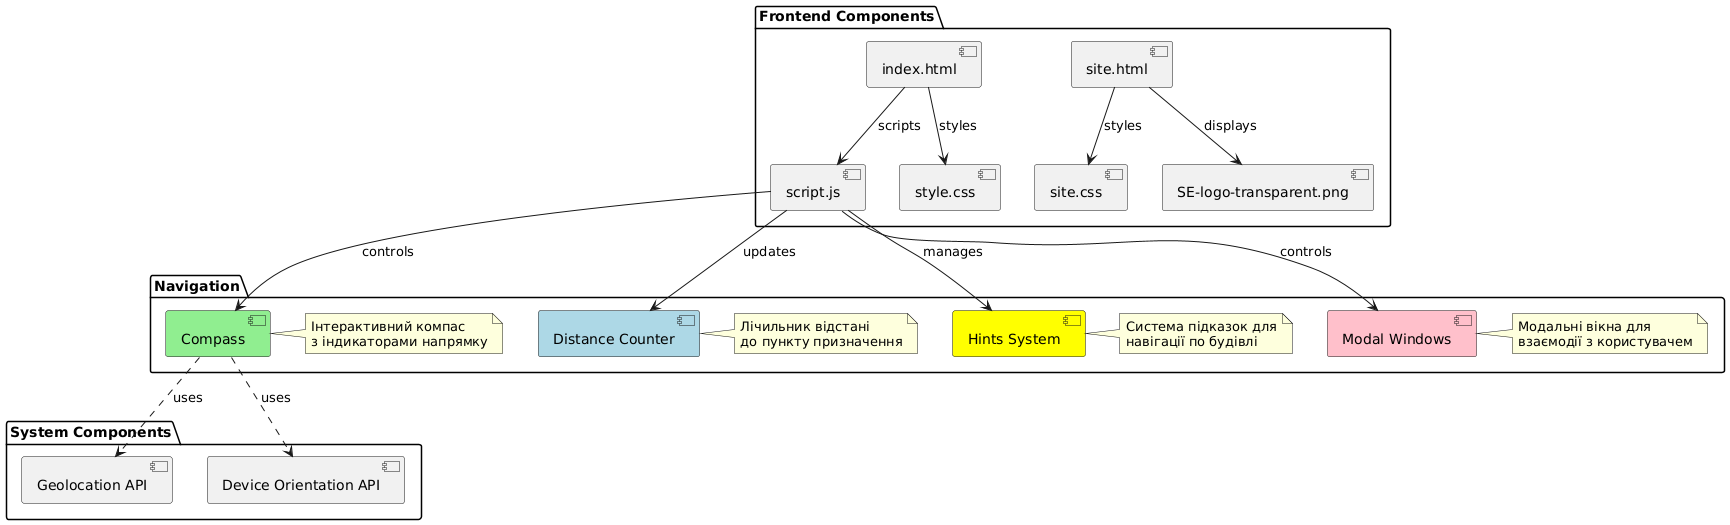 Frontend Components
index.html
site.html
scripts
styles
styles
displays
script.js
style.css
site.css
SE-logo-transparent.png
controls
updates
manages
controls
Navigation
Compass
Інтерактивний компас
з індикаторами напрямку
Distance Counter
Лічильник відстані
до пункту призначення
Hints System
Система підказок для
навігації по будівлі
Modal Windows
Модальні вікна для
взаємодії з користувачем
uses
uses
System Components
Geolocation API
Device Orientation API